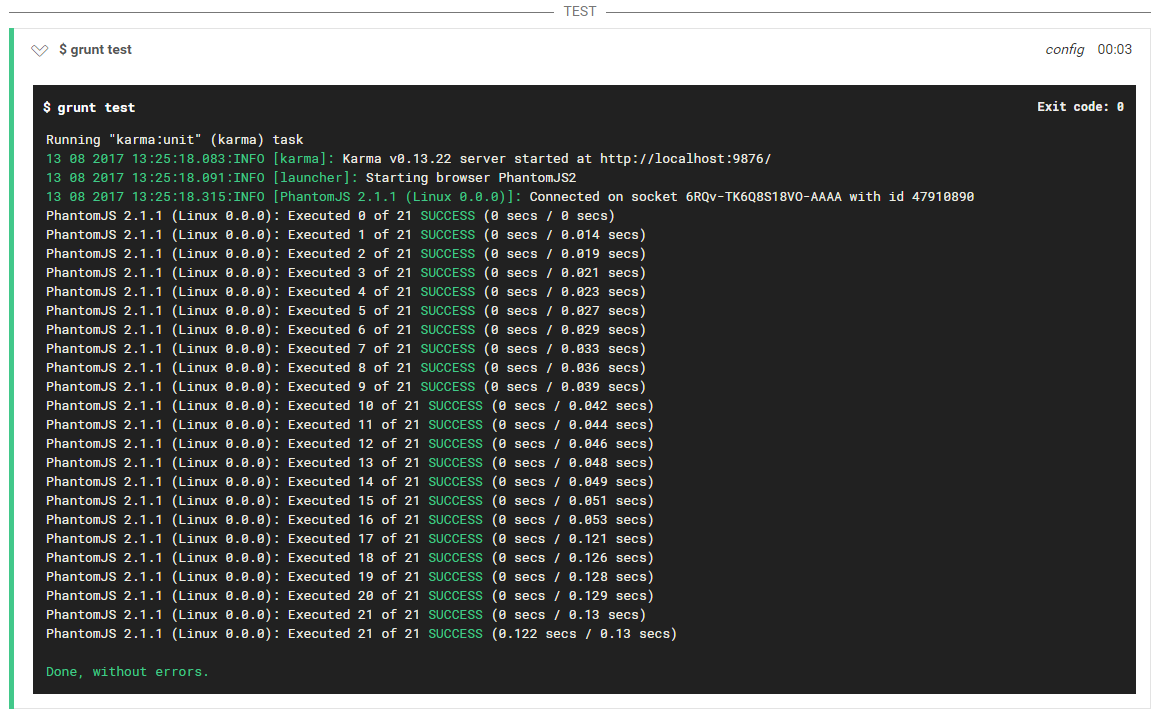 TEST
$ grunt test config 00:03
$ grunt test Exit code: 0
Running "karma:unit" (karma) task
13 08 2017 13:25:18.083:INFO [karma]: Karma v0.13.22 server started at http://localhost:9876/
13 08 2017 13:25:18.091:INFO [launcher]: Starting browser PhantomJS2
13 08 2017 13:25:18.315:INFO [PhantomJS 2.1.1 (Linux 0.0.0)]: Connected on socket 6RQv-TK6Q8S18VO-AAAA with id 47910890
PhantomJS 2.1.1 (Linux 0.0.0): Executed 0 of 21 SUCCESS (0 secs / 0 secs)
PhantomJS 2.1.1 (Linux 0.0.0): Executed 1 of 21 SUCCESS (0 secs / 0.014 secs)
PhantomJS 2.1.1 (Linux 0.0.0): Executed 2 of 21 SUCCESS (0 secs / 0.019 secs)
PhantomJS 2.1.1 (Linux 0.0.0): Executed 3 of 21 SUCCESS (0 secs / 0.021 secs)
PhantomJS 2.1.1 (Linux 0.0.0): Executed 4 of 21 SUCCESS (0 secs / 0.023 secs)
PhantomJS 2.1.1 (Linux 0.0.0): Executed 5 of 21 SUCCESS (0 secs / 0.027 secs)
PhantomJS 2.1.1 (Linux 0.0.0): Executed 6 of 21 SUCCESS (0 secs / 0.029 secs)
PhantomJS 2.1.1 (Linux 0.0.0): Executed 7 of 21 SUCCESS (0 secs / 0.033 secs)
PhantomJS 2.1.1 (Linux 0.0.0): Executed 8 of 21 SUCCESS (0 secs / 0.036 secs)
PhantomJS 2.1.1 (Linux 0.0.0): Executed 9 of 21 SUCCESS (0 secs / 0.039 secs)
PhantomJS 2.1.1 (Linux 0.0.0): Executed 10 of 21 SUCCESS (0 secs / 0.042 secs)
PhantomJS 2.1.1 (Linux 0.0.0): Executed 11 of 21 SUCCESS (0 secs / 0.044 secs)
PhantomJS 2.1.1 (Linux 0.0.0): Executed 12 of 21 SUCCESS (0 secs / 0.046 secs)
PhantomJS 2.1.1 (Linux 0.0.0): Executed 13 of 21 SUCCESS (0 secs / 0.048 secs)
PhantomJS 2.1.1 (Linux 0.0.0): Executed 14 of 21 SUCCESS (0 secs / 0.049 secs)
PhantomJS 2.1.1 (Linux 0.0.0): Executed 15 of 21 SUCCESS (0 secs / 0.051 secs)
PhantomJS 2.1.1 (Linux 0.0.0): Executed 16 of 21 SUCCESS (0 secs / 0.053 secs)
PhantomJS 2.1.1 (Linux 0.0.0): Executed 17 of 21 SUCCESS (0 secs / 0.121 secs)
PhantomJS 2.1.1 (Linux 0.0.0): Executed 18 of 21 SUCCESS (0 secs / 0.126 secs)
PhantomJS 2.1.1 (Linux 0.0.0): Executed 19 of 21 SUCCESS (0 secs / 0.128 secs)
PhantomJS 2.1.1 (Linux 0.0.0): Executed 20 of 21 SUCCESS (0 secs / 0.129 secs)
PhantomJS 2.1.1 (Linux 0.0.0): Executed 21 of 21 SUCCESS (0 secs / 0.13 secs)
PhantomJS 2.1.1 (Linux 0.0.0): Executed 21 of 21 SUCCESS (0.122 secs / 0.13 secs)
Done, without errors.